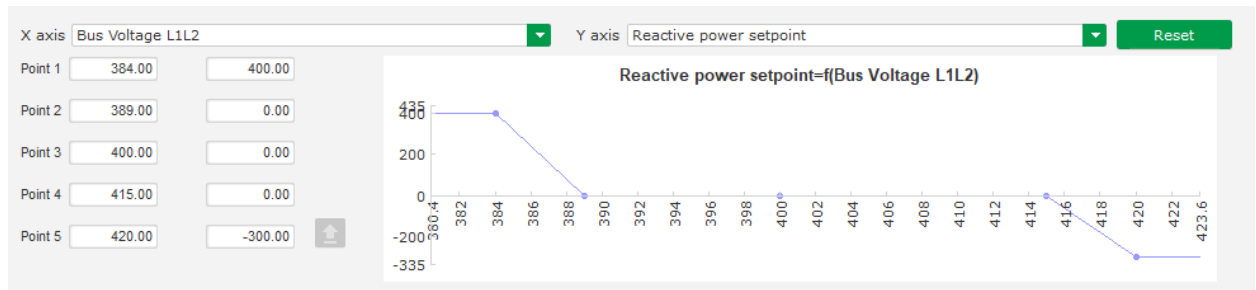 X axis Bus Voltage L1L2 Y axis Reactive power setpoint Reset
Point 1 384.00 400.00
Point 2 389.00 0.00
Point 3 400.00 0.00
Point 4 415.00 0.00
Point 5 420.00 -300.00
Reactive power setpoint=f(Bus Voltage L1L2)
435
400
200
0
-200
-335
380.4 382 384 386 388 390 392 394 396 398 400 402 404 406 408 410 412 414 416 418 420 422 423.6